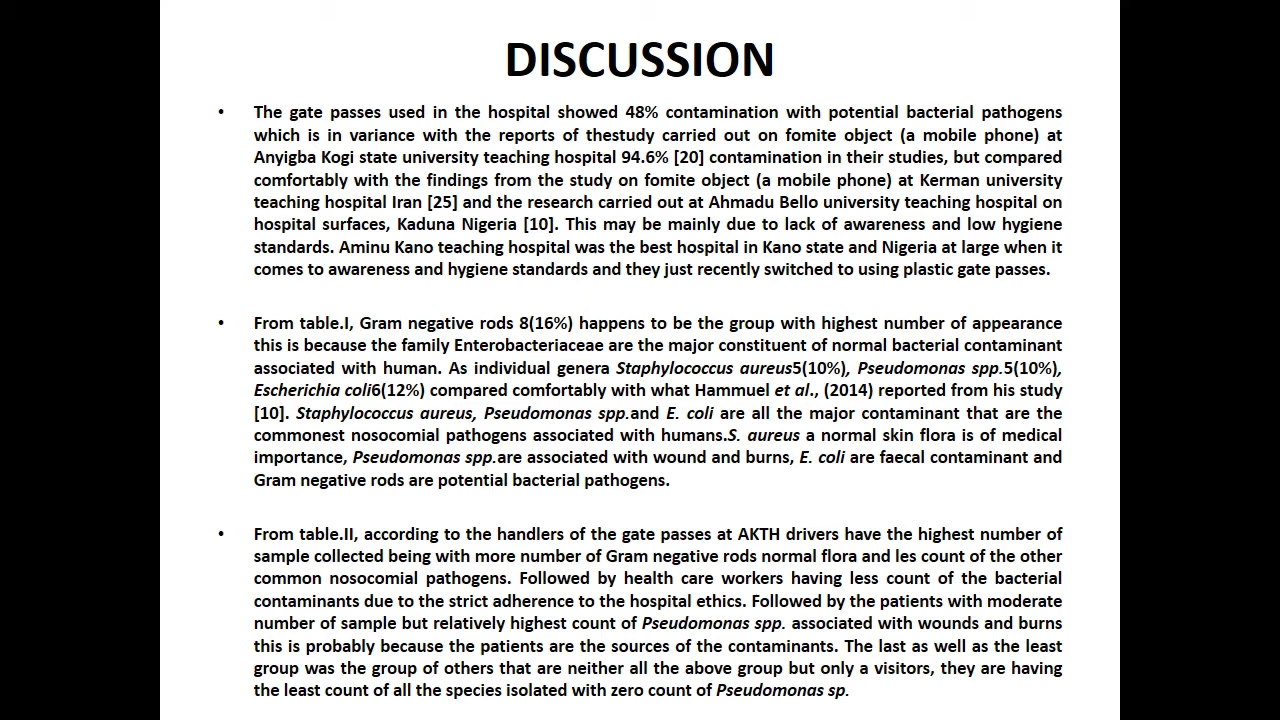 DISCUSSION
• The gate passes used in the hospital showed 48% contamination with potential bacterial pathogens
which is in variance with the reports of thestudy carried out on fomite object (a mobile phone) at
Anyigba Kogi state university teaching hospital 94.6% [20] contamination in their studies, but compared
comfortably with the findings from the study on fomite object (a mobile phone) at Kerman university
teaching hospital Iran [25] and the research carried out at Ahmadu Bello university teaching hospital on
hospital surfaces, Kaduna Nigeria [10]. This may be mainly due to lack of awareness and low hygiene
standards. Aminu Kano teaching hospital was the best hospital in Kano state and Nigeria at large when it
comes to awareness and hygiene standards and they just recently switched to using plastic gate passes.
• From table.I, Gram negative rods 8(16%) happens to be the group with highest number of appearance
this is because the family Enterobacteriaceae are the major constituent of normal bacterial contaminant
associated with human. As individual genera Staphylococcus aureus5(10%), Pseudomonas spp.5(10%),
Escherichia coli6(12%) compared comfortably with what Hammuel et al., (2014) reported from his study
[10]. Staphylococcus aureus, Pseudomonas spp.and E. coli are all the major contaminant that are the
commonest nosocomial pathogens associated with humans.S. aureus a normal skin flora is of medical
importance, Pseudomonas spp.are associated with wound and burns, E. coli are faecal contaminant and
Gram negative rods are potential bacterial pathogens.
• From table.II, according to the handlers of the gate passes at AKTH drivers have the highest number of
sample collected being with more number of Gram negative rods normal flora and les count of the other
common nosocomial pathogens. Followed by health care workers having less count of the bacterial
contaminants due to the strict adherence to the hospital ethics. Followed by the patients with moderate
number of sample but relatively highest count of Pseudomonas spp. associated with wounds and burns
this is probably because the patients are the sources of the contaminants. The last as well as the least
group was the group of others that are neither all the above group but only a visitors, they are having
the least count of all the species isolated with zero count of Pseudomonas sp.